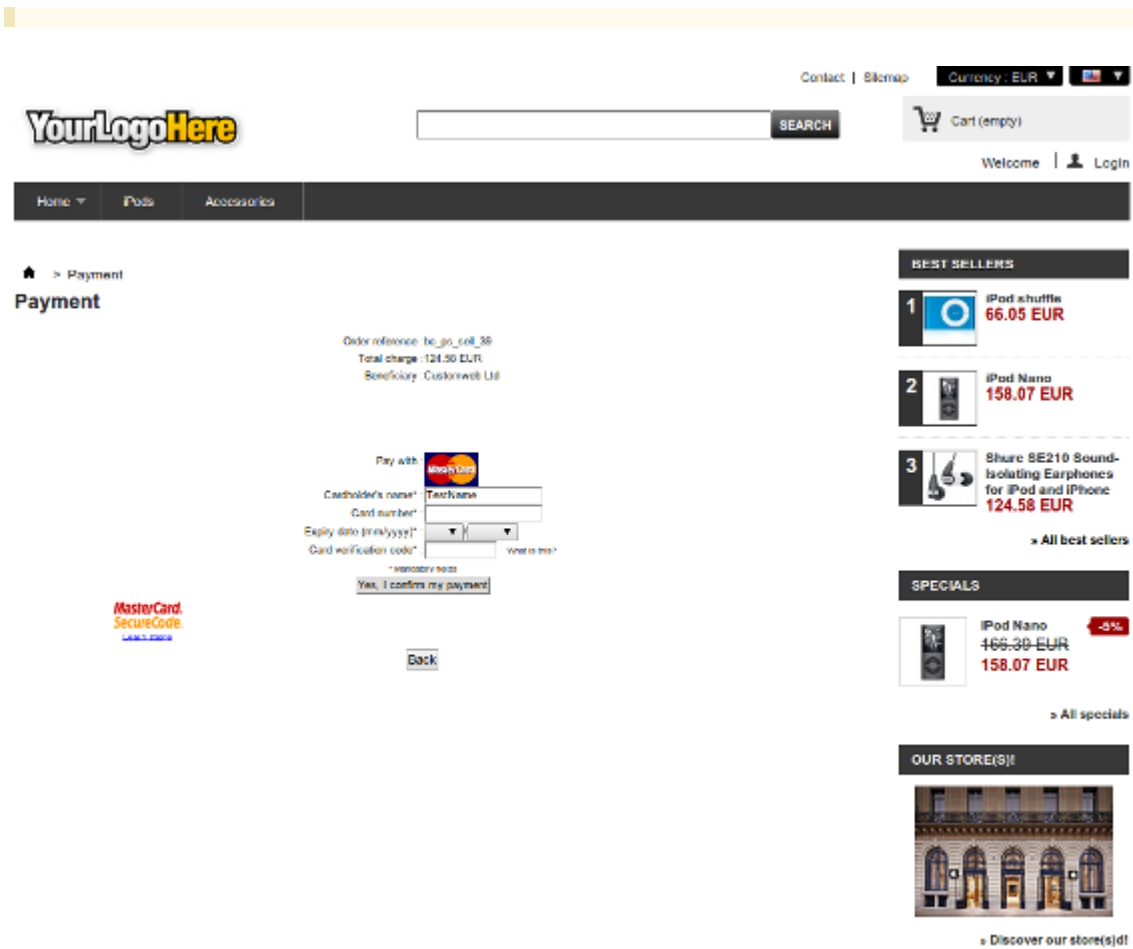 Contact | Sitemap
Currency : EUR
YourLogoHere
SEARCH
Cart (empty)
Welcome | Login
Home
iPods
Accessories
> Payment
Payment
Order reference
Total charge :124.58 EUR
Beneficiary :Customweb Ltd
Pay with :
MasterCard
Cardholder's name* :TestName
Card number* :
Expiry date (mm/yyyy)* : /
Card verification code* : What is this?
* Mandatory fields
Yes, I confirm my payment
MasterCard.
SecureCode.
Learn more
Back
BEST SELLERS
1
iPod shuffle
66.05 EUR
2
iPod Nano
158.07 EUR
3
Shure SE210 Sound-
Isolating Earphones
for iPod and iPhone
124.58 EUR
» All best sellers
SPECIALS
iPod Nano
-5%
166.39 EUR
158.07 EUR
» All specials
OUR STORE(S)!
» Discover our store(s)d!